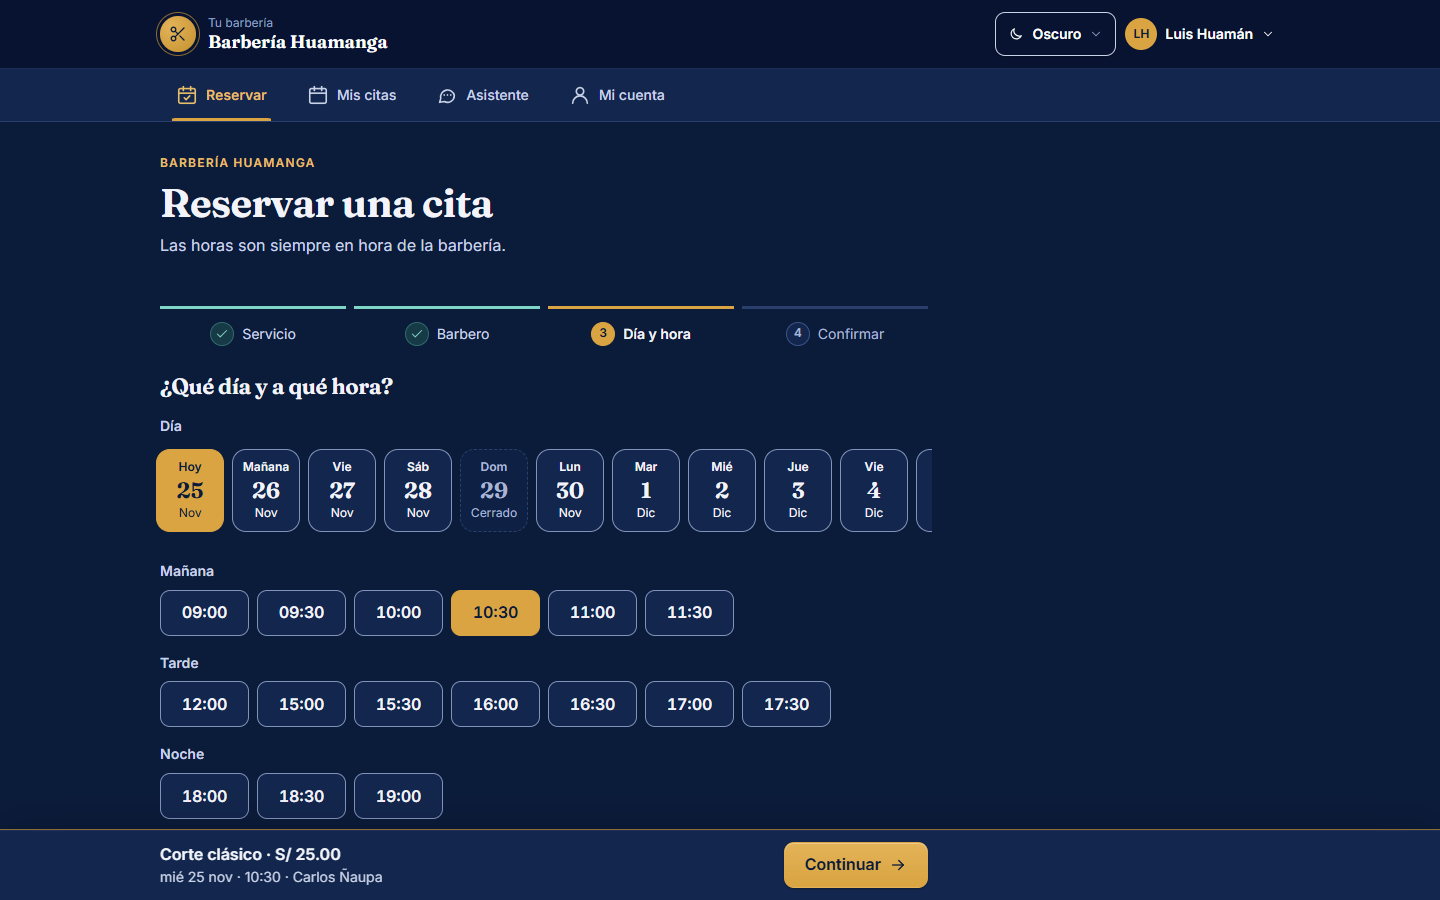 Tu barbería
Barbería Huamanga
Oscuro
LH
Luis Huamán
Reservar
Mis citas
Asistente
Mi cuenta
BARBERÍA HUAMANGA
Reservar una cita
Las horas son siempre en hora de la barbería.
Servicio
Barbero
3 Día y hora
4 Confirmar
¿Qué día y a qué hora?
Día
Hoy 25 Nov
Mañana 26 Nov
Vie 27 Nov
Sáb 28 Nov
Dom 29 Cerrado
Lun 30 Nov
Mar 1 Dic
Mié 2 Dic
Jue 3 Dic
Vie 4 Dic
Mañana
09:00 09:30 10:00 10:30 11:00 11:30
Tarde
12:00 15:00 15:30 16:00 16:30 17:00 17:30
Noche
18:00 18:30 19:00
Corte clásico · S/ 25.00
mié 25 nov · 10:30 · Carlos Ñaupa
Continuar